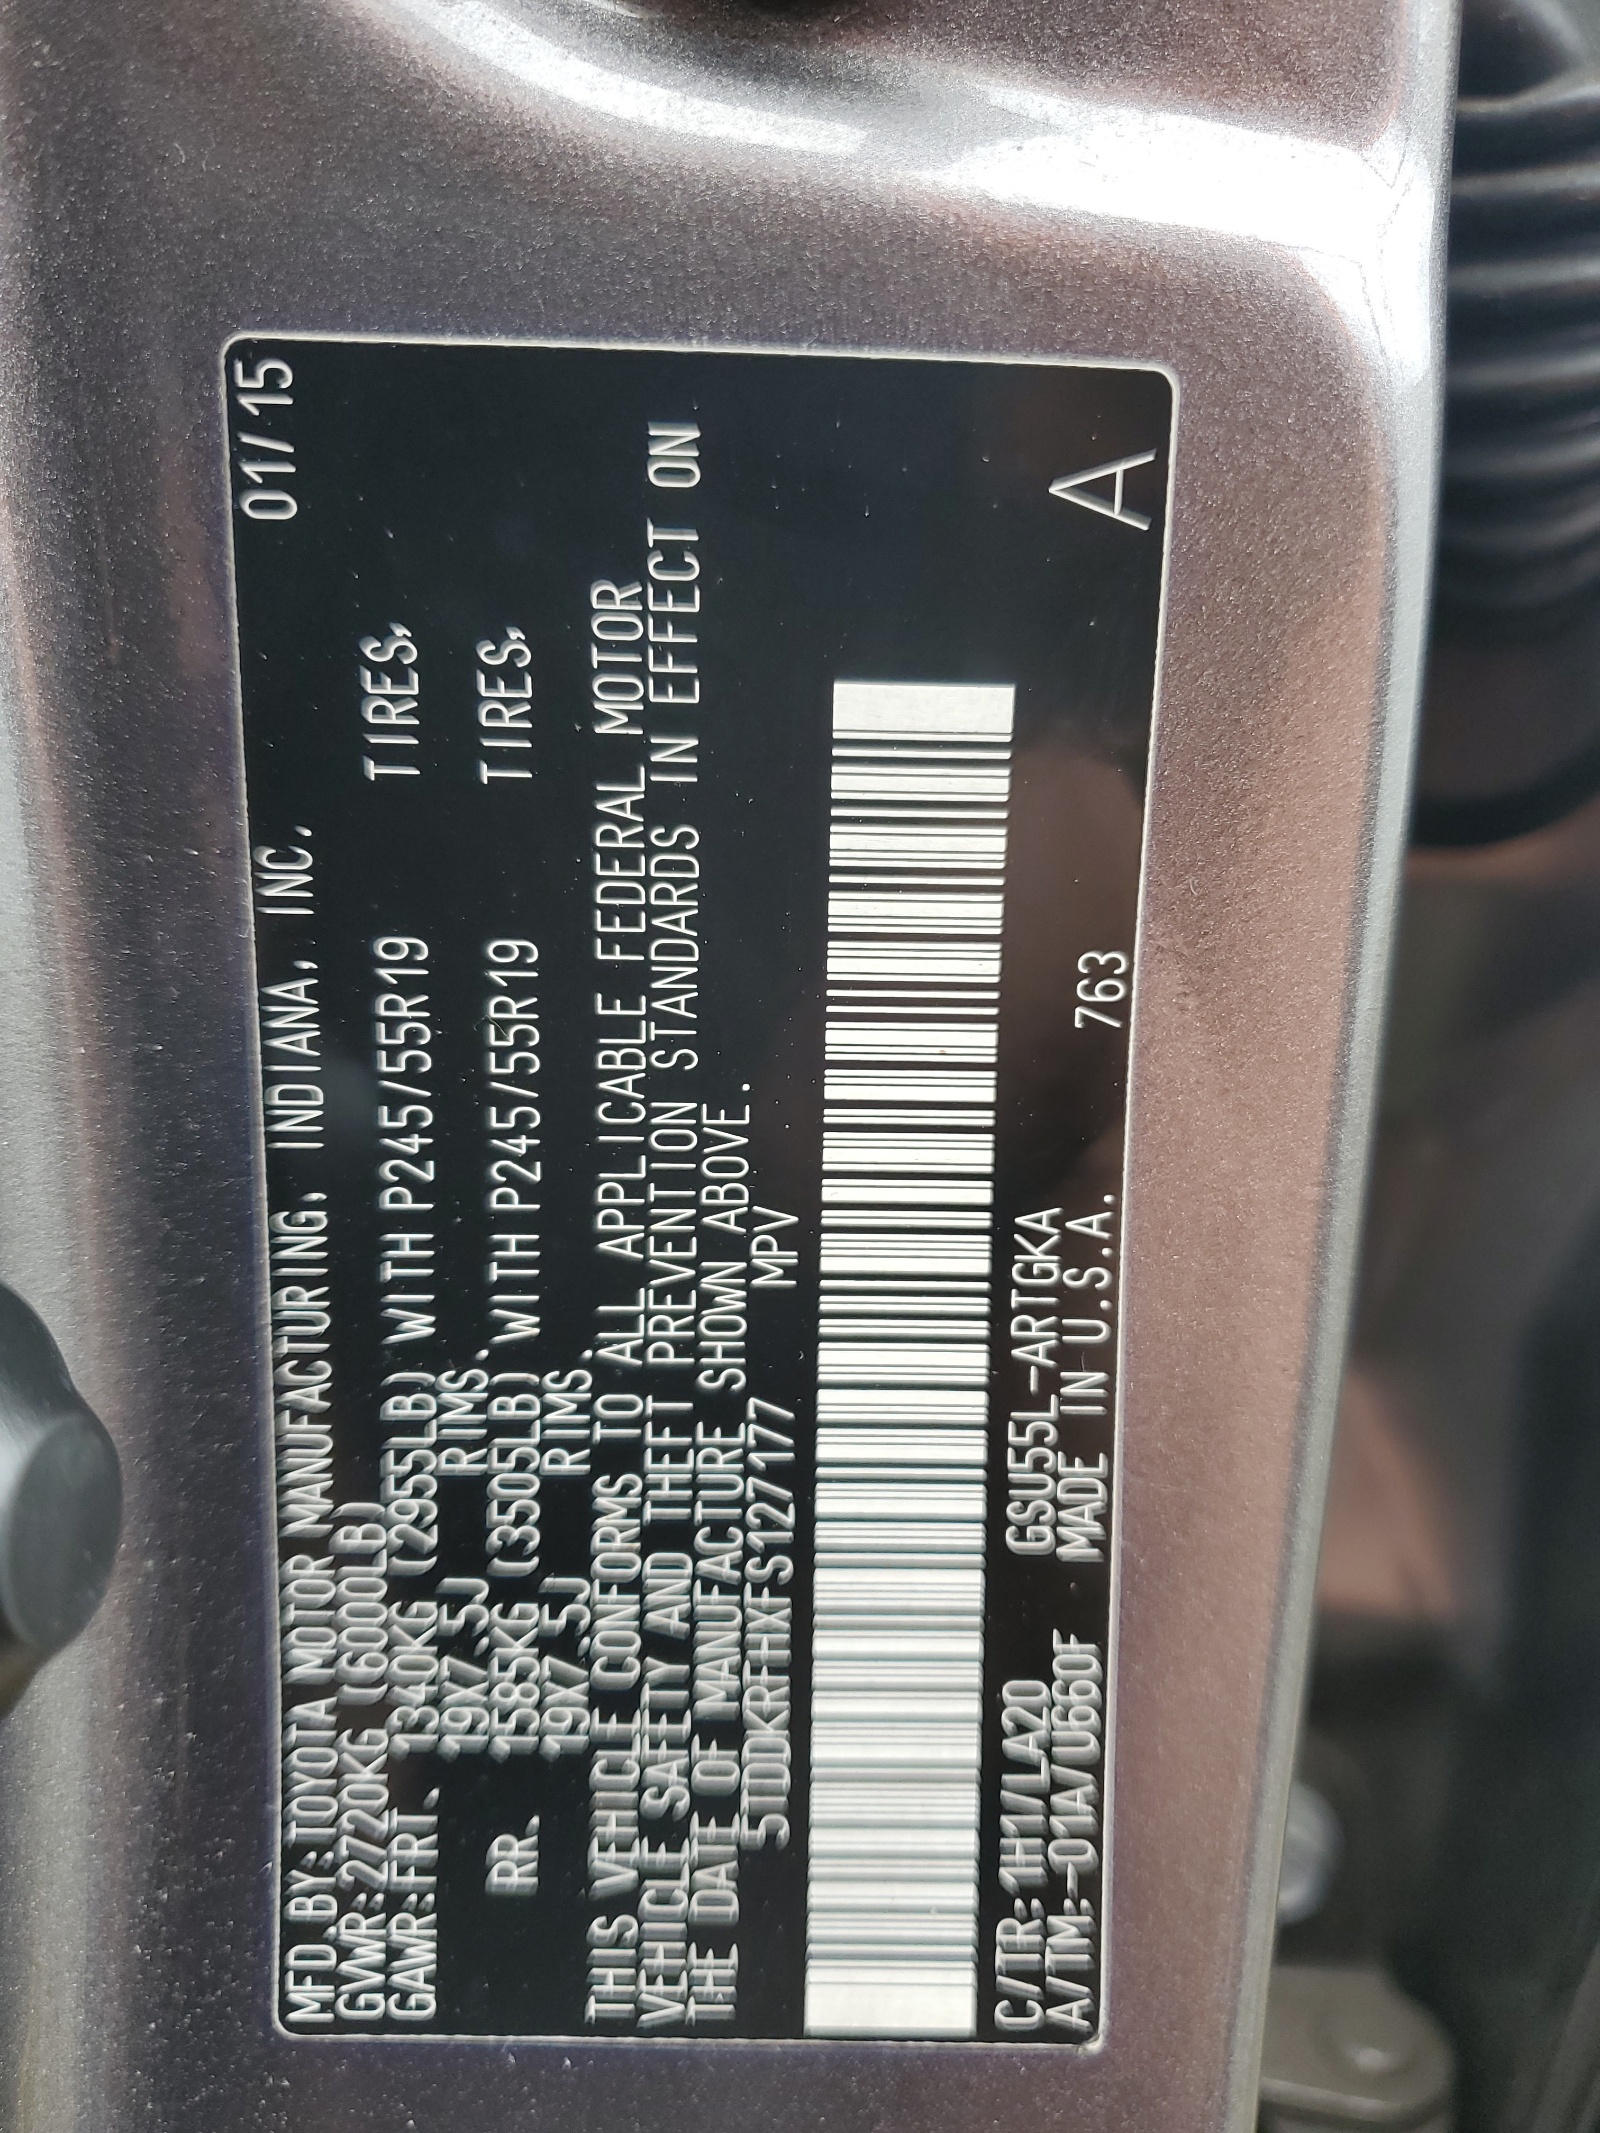 01/15
MFD.BY:TOYOTA MOTOR MANUFACTURING, INDIANA, INC.
GVWR:2720KG (6000LB)
GAWR:FRT. 1340KG (2955LB) WITH P245/55R19 TIRES,
19X7.5J RIMS.
RR. 1585KG (3505LB) WITH P245/55R19 TIRES,
19X7.5J RIMS.
THIS VEHICLE CONFORMS TO ALL APPLICABLE FEDERAL MOTOR
VEHICLE SAFETY AND THEFT PREVENTION STANDARDS IN EFFECT ON
THE DATE OF MANUFACTURE SHOWN ABOVE.
5TDDKRFHXFS127177 MPV
C/TR:1H1/LA20 GSU55L-ARTGKA
A/TM:-01A/U660F MADE IN U.S.A. 763
A